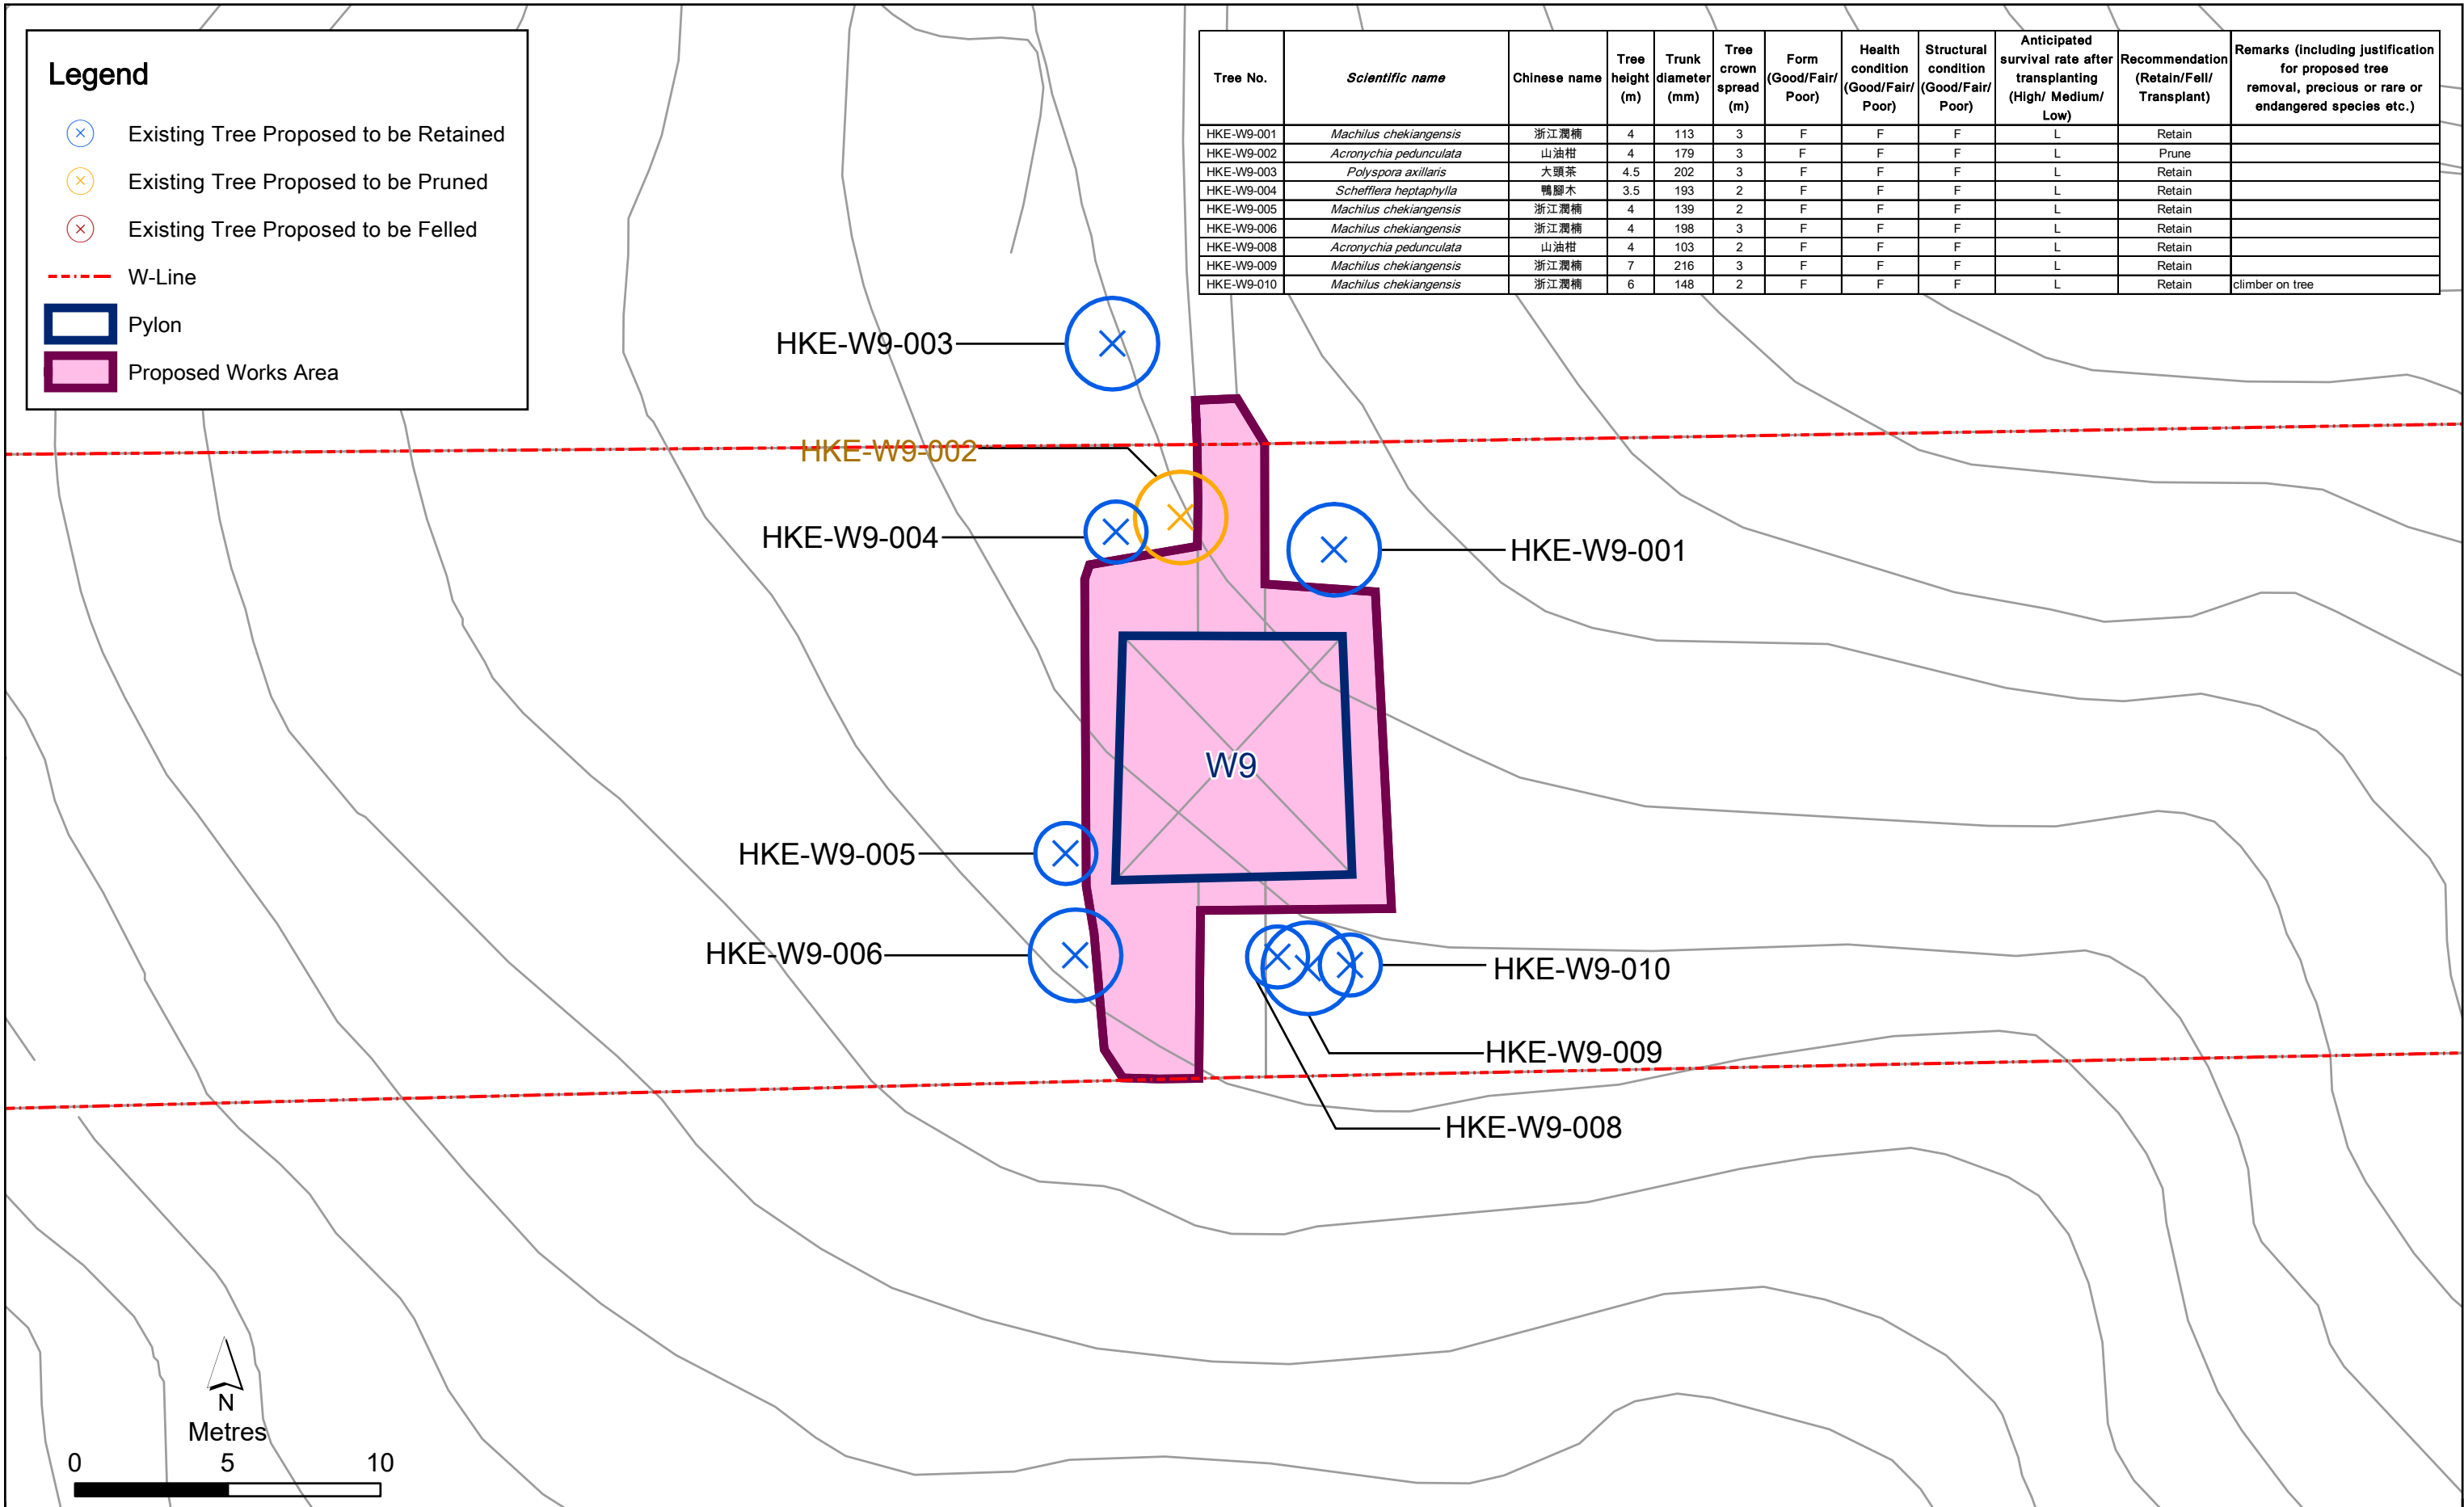 Legend
Existing Tree Proposed to be Retained
Existing Tree Proposed to be Pruned
Existing Tree Proposed to be Felled
W-Line
Pylon
Proposed Works Area
Tree No. Scientific name Chinese name Tree height (m) Trunk diameter (mm) Tree crown spread (m) Form (Good/Fair/ Poor) Health condition (Good/Fair/ Poor) Structural condition (Good/Fair/ Poor) Anticipated survival rate after transplanting (High/ Medium/ Low) Recommendation (Retain/Fell/ Transplant) Remarks (including justification for proposed tree removal, precious or rare or endangered species etc.)
HKE-W9-001 Machilus chekiangensis 浙江潤楠 4 113 3 F F F L Retain
HKE-W9-002 Acronychia pedunculata 山油柑 4 179 3 F F F L Prune
HKE-W9-003 Polyspora axillaris 大頭茶 4.5 202 3 F F F L Retain
HKE-W9-004 Schefflera heptaphylla 鴨腳木 3.5 193 2 F F F L Retain
HKE-W9-005 Machilus chekiangensis 浙江潤楠 4 139 2 F F F L Retain
HKE-W9-006 Machilus chekiangensis 浙江潤楠 4 198 3 F F F L Retain
HKE-W9-008 Acronychia pedunculata 山油柑 4 103 2 F F F L Retain
HKE-W9-009 Machilus chekiangensis 浙江潤楠 7 216 3 F F F L Retain
HKE-W9-010 Machilus chekiangensis 浙江潤楠 6 148 2 F F F L Retain climber on tree
HKE-W9-003
HKE-W9-002
HKE-W9-004
HKE-W9-001
W9
HKE-W9-005
HKE-W9-006
HKE-W9-010
HKE-W9-009
HKE-W9-008
N
Metres
0 5 10